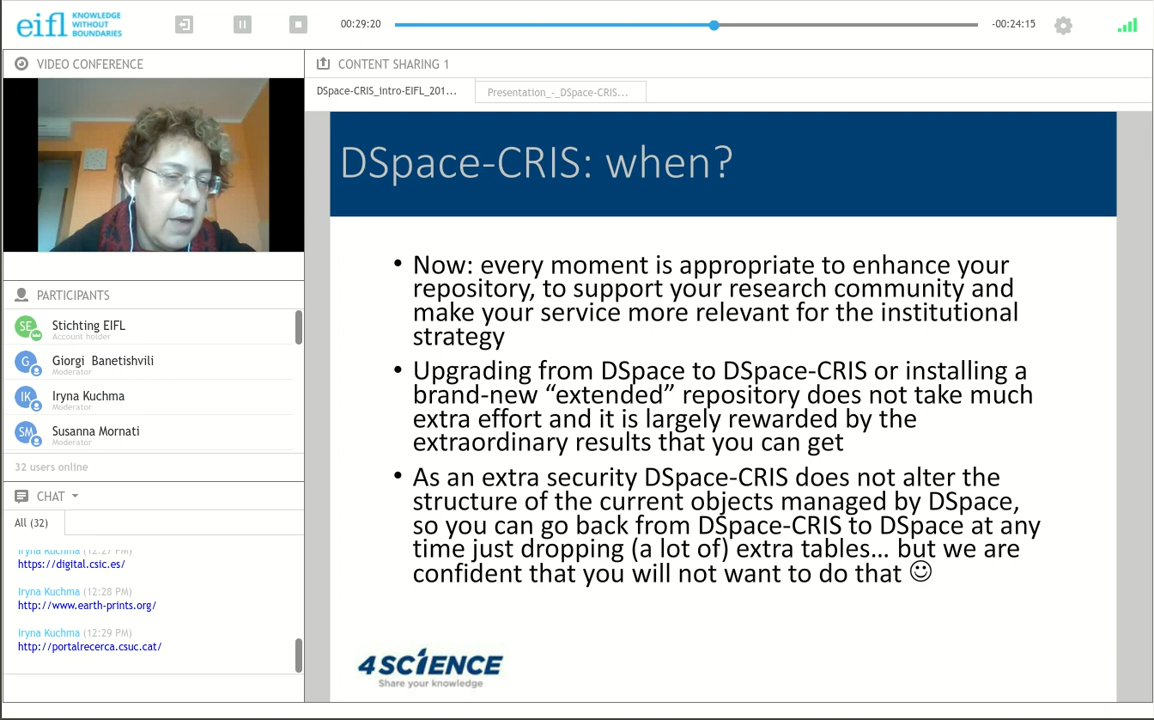 eifl KNOWLEDGE
WITHOUT
BOUNDARIES
00:29:20
-00:24:15
VIDEO CONFERENCE
PARTICIPANTS
SE Stichting EIFL
Account holder
G Giorgi Banetishvili
Moderator
IK Iryna Kuchma
Moderator
SM Susanna Mornati
Moderator
32 users online
CHAT
All (32)
Iryna Kuchma (12:27 PM)
https://digital.csic.es/
Iryna Kuchma (12:28 PM)
http://www.earth-prints.org/
Iryna Kuchma (12:29 PM)
http://portalrecerca.csuc.cat/
CONTENT SHARING 1
DSpace-CRIS_intro-EIFL_201...
Presentation_-_DSpace-CRIS...
DSpace-CRIS: when?
• Now: every moment is appropriate to enhance your
repository, to support your research community and
make your service more relevant for the institutional
strategy
• Upgrading from DSpace to DSpace-CRIS or installing a
brand-new “extended” repository does not take much
extra effort and it is largely rewarded by the
extraordinary results that you can get
• As an extra security DSpace-CRIS does not alter the
structure of the current objects managed by DSpace,
so you can go back from DSpace-CRIS to DSpace at any
time just dropping (a lot of) extra tables… but we are
confident that you will not want to do that ☺
4SCIENCE
Share your knowledge